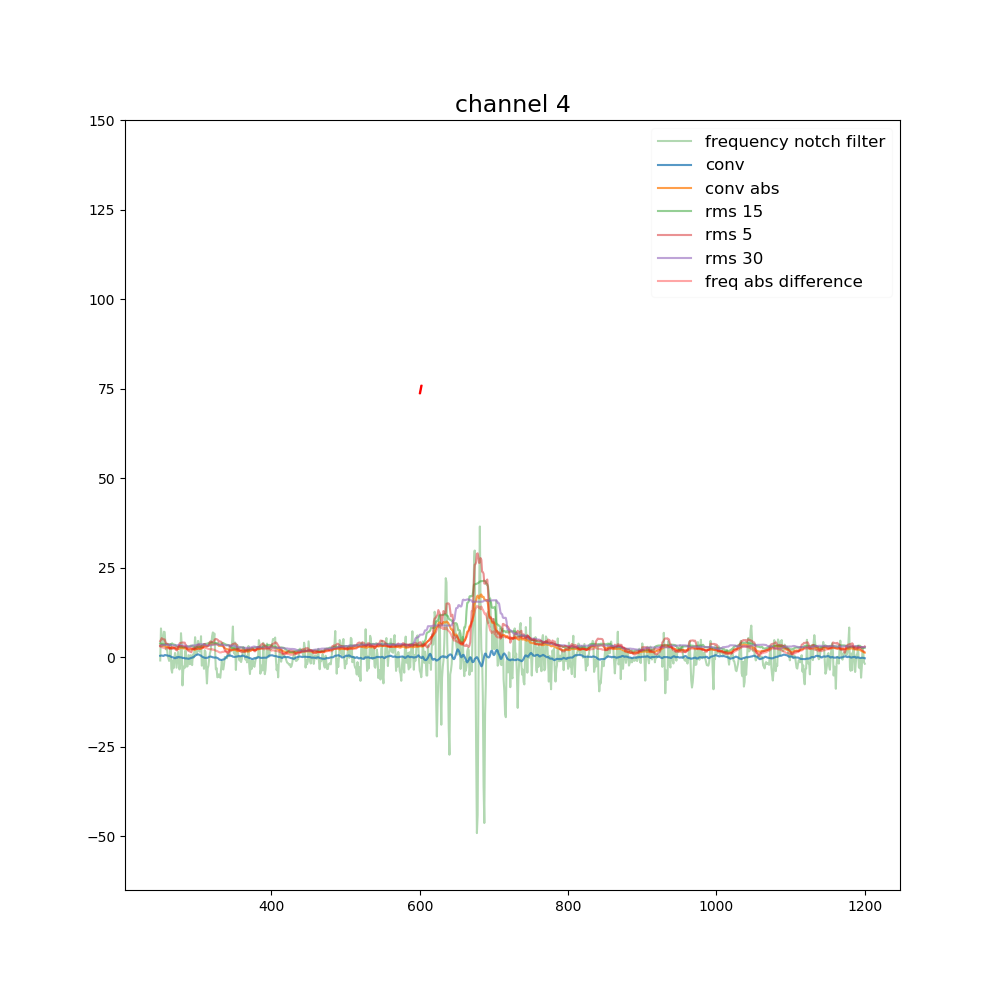 channel 4
150
125
100
75
50
25
0
−25
−50
400 600 800 1000 1200
frequency notch filter
conv
conv abs
rms 15
rms 5
rms 30
freq abs difference